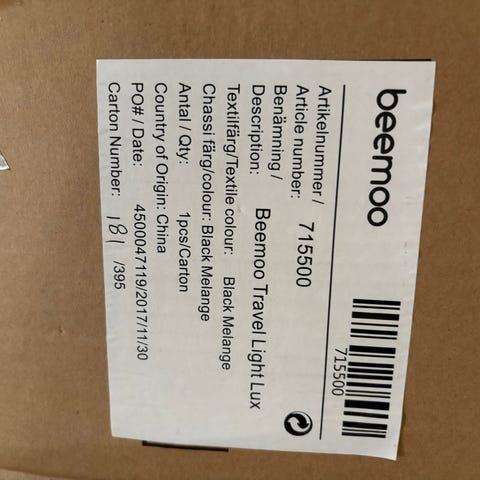 beemoo
715500
Artikelnummer /
Article number: 715500
Benämning /
Description: Beemoo Travel Light Lux
Textilfärg/Textile colour: Black Melange
Chassi färg/colour: Black Melange
Antal / Qty: 1pcs/Carton
Country of Origin: China
PO# / Date: 4500047119/2017/11/30
Carton Number: 181 /395